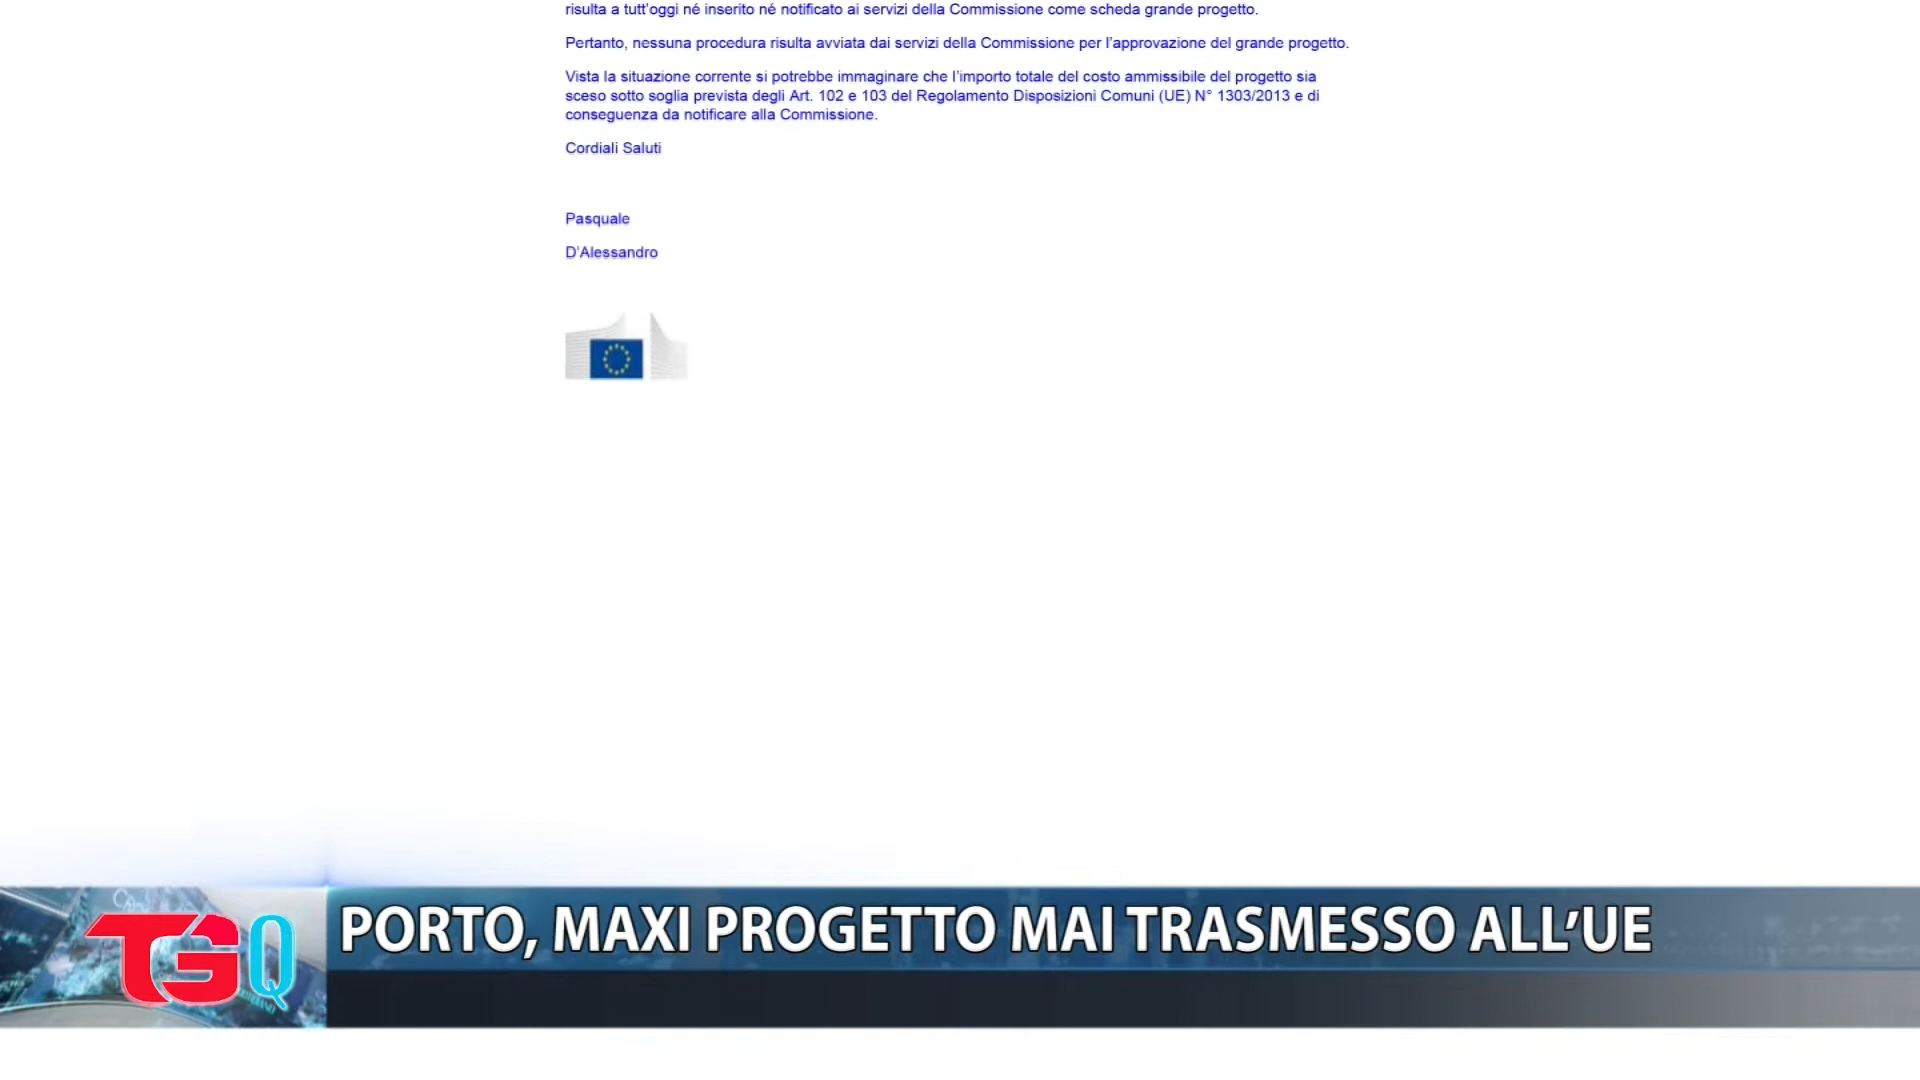 risulta a tutt'oggi né inserito né notificato ai servizi della Commissione come scheda grande progetto.
Pertanto, nessuna procedura risulta avviata dai servizi della Commissione per l'approvazione del grande progetto.
Vista la situazione corrente si potrebbe immaginare che l'importo totale del costo ammissibile del progetto sia
sceso sotto soglia prevista degli Art. 102 e 103 del Regolamento Disposizioni Comuni (UE) N° 1303/2013 e di
conseguenza da notificare alla Commissione.
Cordiali Saluti
Pasquale
D'Alessandro
TGQ
PORTO, MAXI PROGETTO MAI TRASMESSO ALL'UE